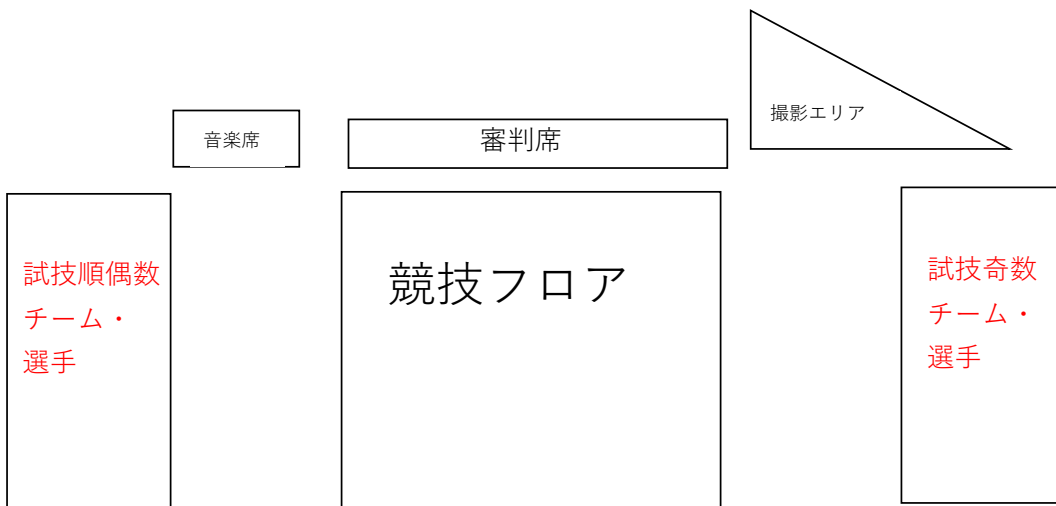 撮影エリア
音楽席
審判席
試技順偶数
チーム・
選手
競技フロア
試技奇数
チーム・
選手